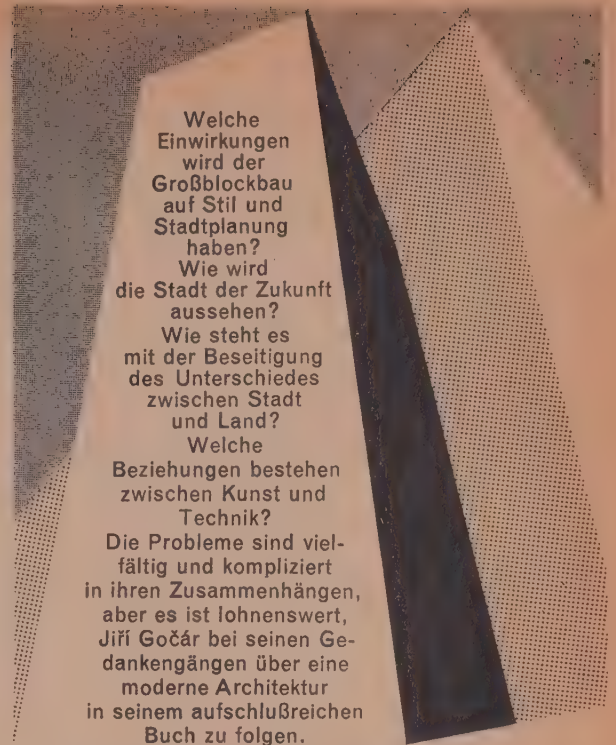 Welche
Einwirkungen
wird der
Großblockbau
auf Stil und
Stadtplanung
haben?
Wie wird
die Stadt der Zukunft
aussehen?
Wie steht es
mit der Beseitigung
des Unterschiedes
zwischen Stadt
und Land?
Welche
Beziehungen bestehen
zwischen Kunst und
Technik?
Die Probleme sind viel-
fältig und kompliziert
in ihren Zusammenhängen,
aber es ist lohnenswert,
Jiří Gočár bei seinen Ge-
dankengängen über eine
moderne Architektur
in seinem aufschlußreichen
Buch zu folgen.